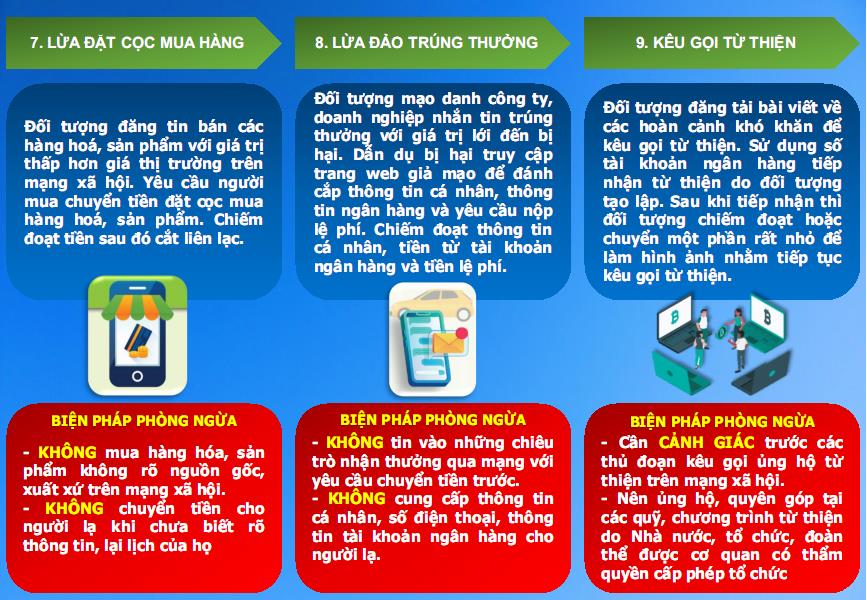 7. LỪA ĐẶT CỌC MUA HÀNG
Đối tượng đăng tin bán các
hàng hoá, sản phẩm với giá trị
thấp hơn giá thị trường trên
mạng xã hội. Yêu cầu người
mua chuyển tiền đặt cọc mua
hàng hoá, sản phẩm. Chiếm
đoạt tiền sau đó cắt liên lạc.
BIỆN PHÁP PHÒNG NGỪA
- KHÔNG mua hàng hóa, sản
phẩm không rõ nguồn gốc,
xuất xứ trên mạng xã hội.
- KHÔNG chuyển tiền cho
người lạ khi chưa biết rõ
thông tin, lại lịch của họ
8. LỪA ĐẢO TRÚNG THƯỞNG
Đối tượng mạo danh công ty,
doanh nghiệp nhắn tin trúng
thưởng với giá trị lới đến bị
hại. Dẫn dụ bị hại truy cập
trang web giả mạo để đánh
cắp thông tin cá nhân, thông
tin ngân hàng và yêu cầu nộp
lệ phí. Chiếm đoạt thông tin
cá nhân, tiền từ tài khoản
ngân hàng và tiền lệ phí.
BIỆN PHÁP PHÒNG NGỪA
- KHÔNG tin vào những chiêu
trò nhận thưởng qua mạng với
yêu cầu chuyển tiền trước.
- KHÔNG cung cấp thông tin
cá nhân, số điện thoại, thông
tin tài khoản ngân hàng cho
người lạ.
9. KÊU GỌI TỪ THIỆN
Đối tượng đăng tải bài viết về
các hoàn cảnh khó khăn để
kêu gọi từ thiện. Sử dụng số
tài khoản ngân hàng tiếp
nhận từ thiện do đối tượng
tạo lập. Sau khi tiếp nhận thì
đối tượng chiếm đoạt hoặc
chuyển một phần rất nhỏ để
làm hình ảnh nhằm tiếp tục
kêu gọi từ thiện.
BIỆN PHÁP PHÒNG NGỪA
- Cần CẢNH GIÁC trước các
thủ đoạn kêu gọi ủng hộ từ
thiện trên mạng xã hội.
- Nên ủng hộ, quyên góp tại
các quỹ, chương trình từ thiện
do Nhà nước, tổ chức, đoàn
thể được cơ quan có thẩm
quyền cấp phép tổ chức